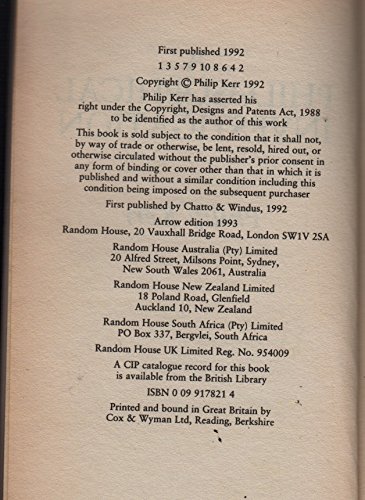 First published 1992
1 3 5 7 9 10 8 6 4 2
Copyright © Philip Kerr 1992
Philip Kerr has asserted his
right under the Copyright, Designs and Patents Act, 1988
to be identified as the author of this work
This book is sold subject to the condition that it shall not,
by way of trade or otherwise, be lent, resold, hired out, or
otherwise circulated without the publisher's prior consent in
any form of binding or cover other than that in which it is
published and without a similar condition including this
condition being imposed on the subsequent purchaser
First published by Chatto & Windus, 1992
Arrow edition 1993
Random House, 20 Vauxhall Bridge Road, London SW1V 2SA
Random House Australia (Pty) Limited
20 Alfred Street, Milsons Point, Sydney,
New South Wales 2061, Australia
Random House New Zealand Limited
18 Poland Road, Glenfield
Auckland 10, New Zealand
Random House South Africa (Pty) Limited
PO Box 337, Bergvlei, South Africa
Random House UK Limited Reg. No. 954009
A CIP catalogue record for this book
is available from the British Library
ISBN 0 09 917821 4
Printed and bound in Great Britain by
Cox & Wyman Ltd, Reading, Berkshire